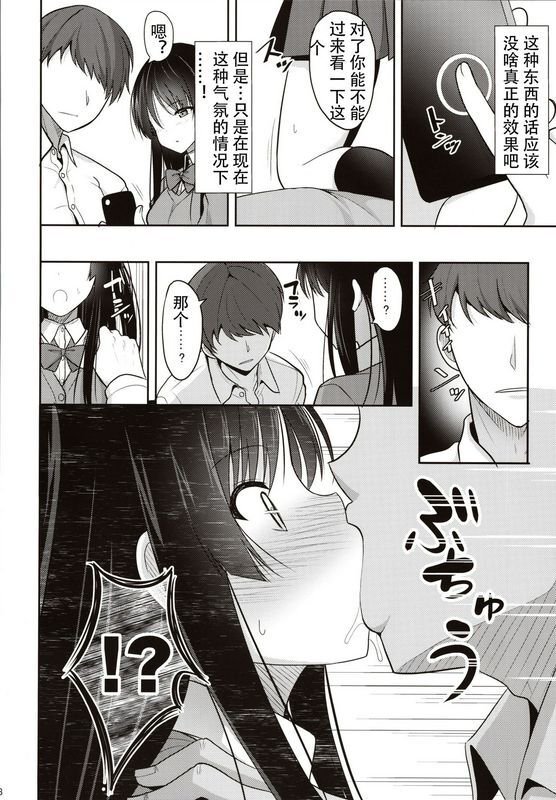 这种东西的话应该
没啥真正的效果吧
对了你能不能
过来看一下这
个
嗯？
但是…只是在现在
这种气氛的情况下
……！
……？
那个
……？
ぶちゅう
!?